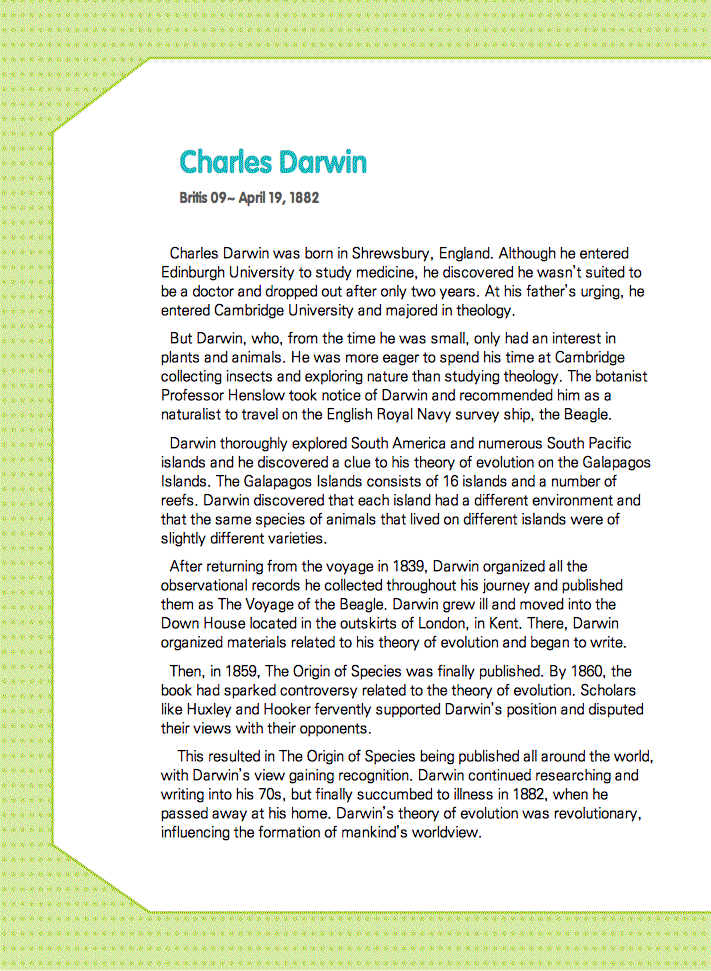 Charles Darwin
Britis 09~ April 19, 1882
Charles Darwin was born in Shrewsbury, England. Although he entered
Edinburgh University to study medicine, he discovered he wasn't suited to
be a doctor and dropped out after only two years. At his father's urging, he
entered Cambridge University and majored in theology.
But Darwin, who, from the time he was small, only had an interest in
plants and animals. He was more eager to spend his time at Cambridge
collecting insects and exploring nature than studying theology. The botanist
Professor Henslow took notice of Darwin and recommended him as a
naturalist to travel on the English Royal Navy survey ship, the Beagle.
Darwin thoroughly explored South America and numerous South Pacific
islands and he discovered a clue to his theory of evolution on the Galapagos
Islands. The Galapagos Islands consists of 16 islands and a number of
reefs. Darwin discovered that each island had a different environment and
that the same species of animals that lived on different islands were of
slightly different varieties.
After returning from the voyage in 1839, Darwin organized all the
observational records he collected throughout his journey and published
them as The Voyage of the Beagle. Darwin grew ill and moved into the
Down House located in the outskirts of London, in Kent. There, Darwin
organized materials related to his theory of evolution and began to write.
Then, in 1859, The Origin of Species was finally published. By 1860, the
book had sparked controversy related to the theory of evolution. Scholars
like Huxley and Hooker fervently supported Darwin's position and disputed
their views with their opponents.
This resulted in The Origin of Species being published all around the world,
with Darwin's view gaining recognition. Darwin continued researching and
writing into his 70s, but finally succumbed to illness in 1882, when he
passed away at his home. Darwin's theory of evolution was revolutionary,
influencing the formation of mankind's worldview.